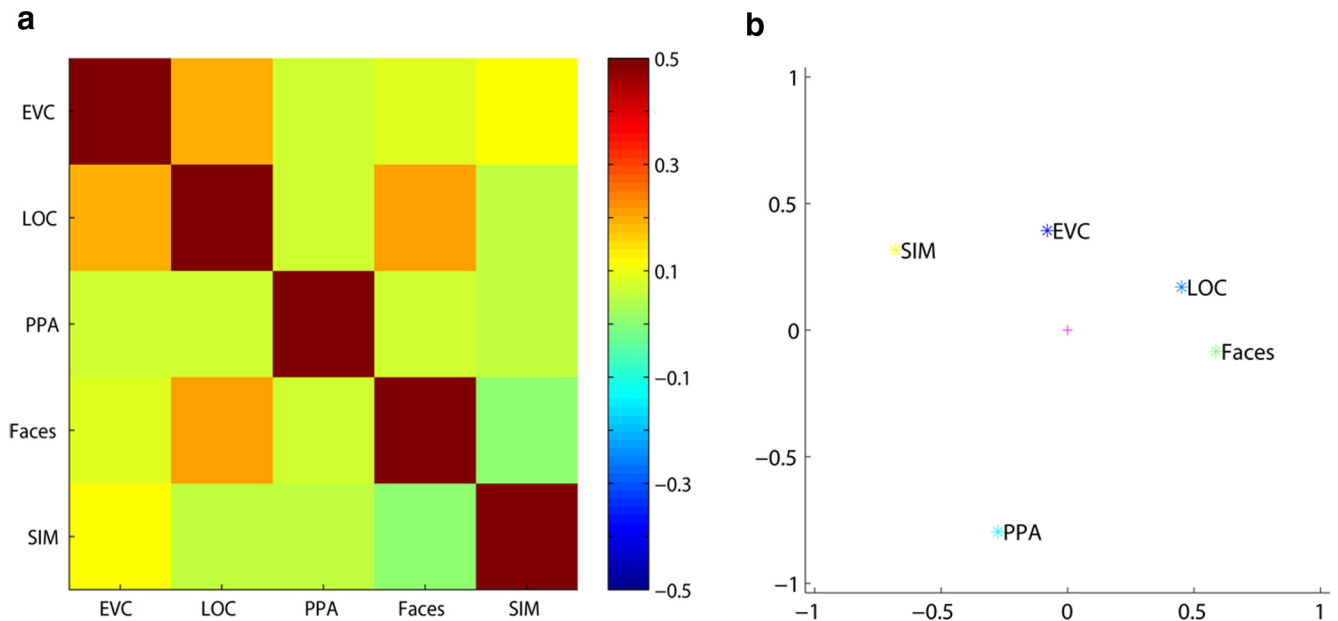 a
EVC
LOC
PPA
Faces
SIM
EVC LOC PPA Faces SIM
0.5
0.3
0.1
−0.1
−0.3
−0.5
b
1
0.5
0
−0.5
−1
−1 −0.5 0 0.5 1
EVC
SIM
LOC
Faces
PPA